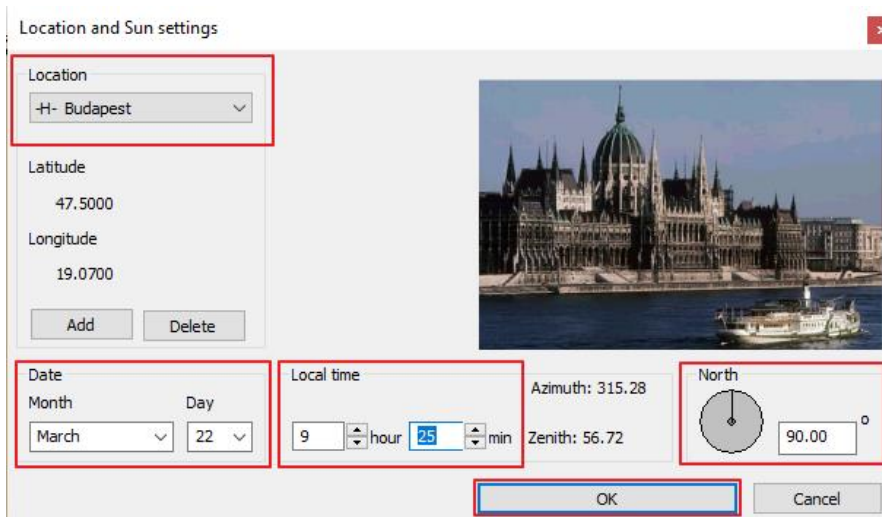 Location and Sun settings
Location
-H- Budapest
Latitude
47.5000
Longitude
19.0700
Add Delete
Date
Month Day
March 22
Local time
9 hour 25 min
Azimuth: 315.28
Zenith: 56.72
North
90.00 °
OK Cancel